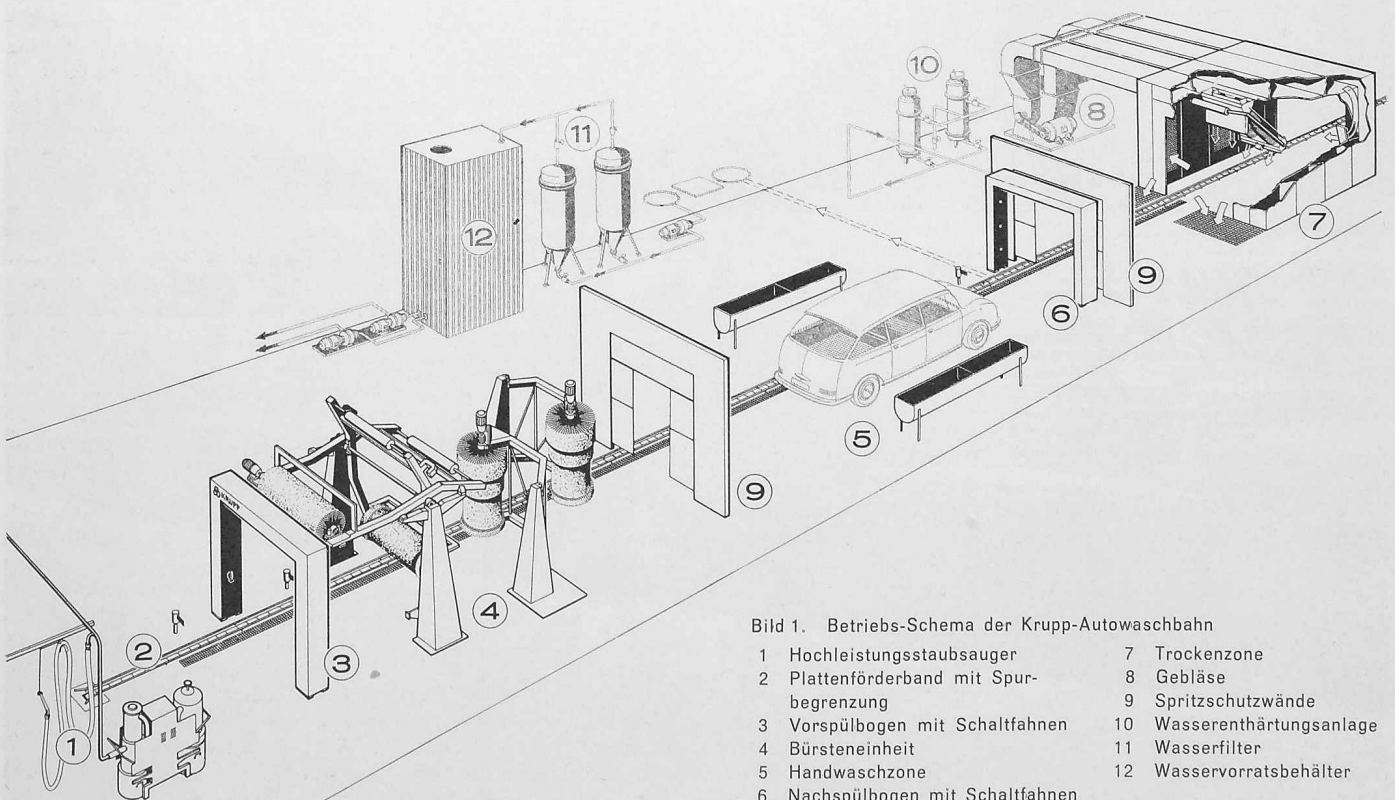 10
11
8
12
7
9
6
5
9
KRUPP
4
2
3
1
Bild 1. Betriebs-Schema der Krupp-Autowaschbahn
1 Hochleistungsstaubsauger
2 Plattenförderband mit Spur-
begrenzung
3 Vorspülbogen mit Schaltfahnen
4 Bürsteneinheit
5 Handwaschzone
6 Nachspülbogen mit Schaltfahnen
7 Trockenzone
8 Gebläse
9 Spritzschutzwände
10 Wasserenthärtungsanlage
11 Wasserfilter
12 Wasservorratsbehälter